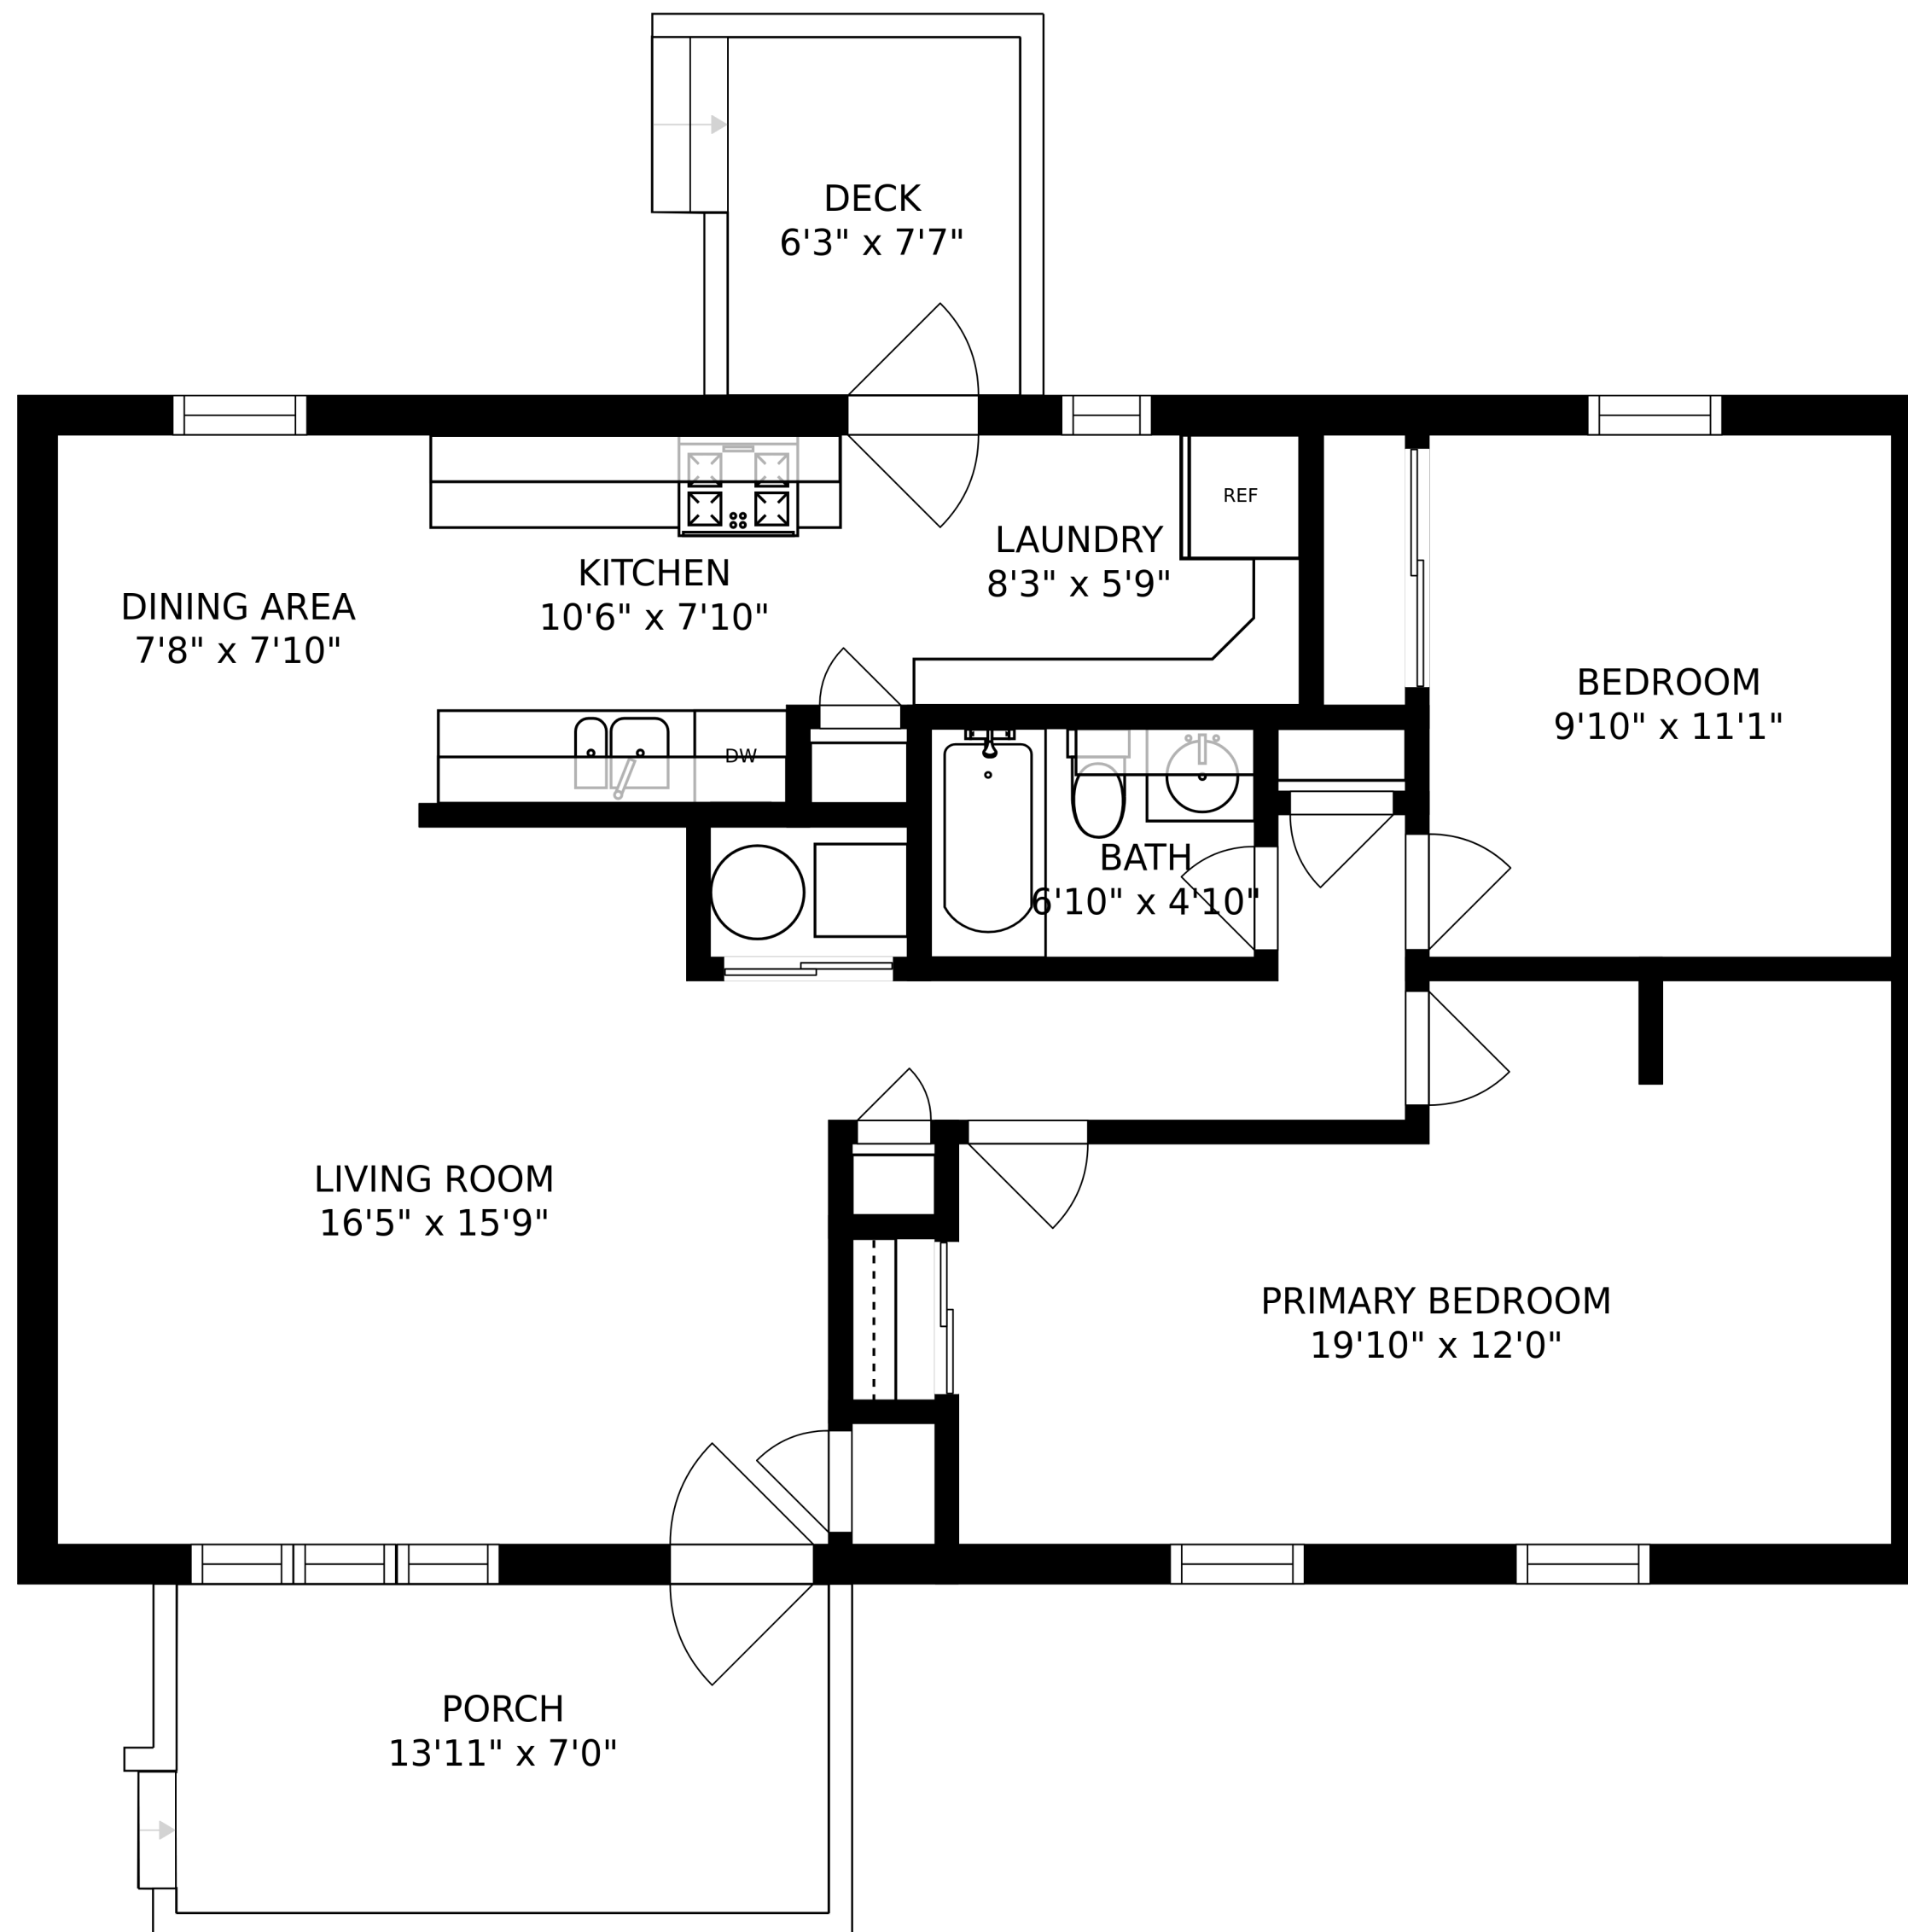 DECK
6'3" x 7'7"
REF
LAUNDRY
8'3" x 5'9"
KITCHEN
10'6" x 7'10"
DINING AREA
7'8" x 7'10"
BEDROOM
9'10" x 11'1"
DW
BATH
6'10" x 4'10"
LIVING ROOM
16'5" x 15'9"
PRIMARY BEDROOM
19'10" x 12'0"
PORCH
13'11" x 7'0"